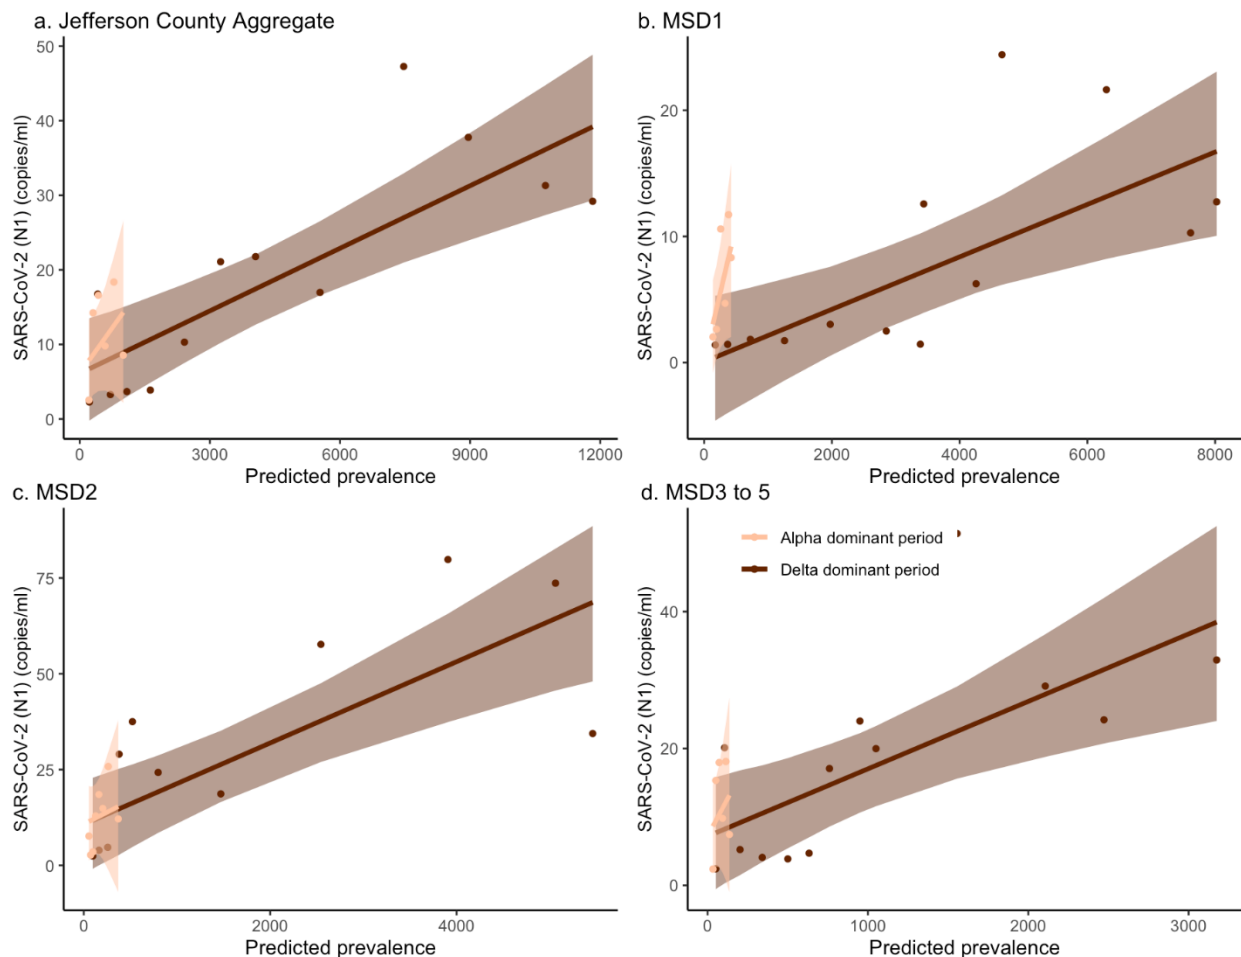 a. Jefferson County Aggregate
SARS-CoV-2 (N1) (copies/ml)
50
40
30
20
10
0
0 3000 6000 9000 12000
Predicted prevalence
b. MSD1
SARS-CoV-2 (N1) (copies/ml)
20
10
0
0 2000 4000 6000 8000
Predicted prevalence
c. MSD2
SARS-CoV-2 (N1) (copies/ml)
75
50
25
0
0 2000 4000
Predicted prevalence
d. MSD3 to 5
Alpha dominant period
Delta dominant period
SARS-CoV-2 (N1) (copies/ml)
40
20
0
0 1000 2000 3000
Predicted prevalence